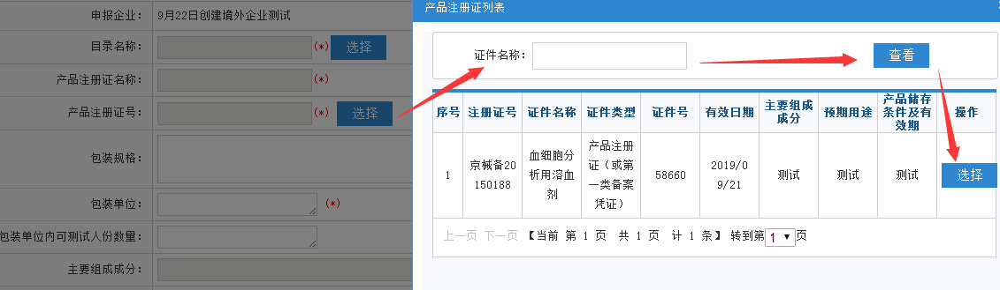 申报企业： 9月22日创建境外企业测试
目录名称： (*) 选择
产品注册证名称： (*)
产品注册证号： (*) 选择
包装规格：
包装单位： (*)
包装单位内可测试人份数量：
主要组成成分：
产品注册证列表
证件名称： 查看
序号 注册证号 证件名称 证件类型 证件号 有效日期 主要组成
成分 预期用途 产品储存
条件及有
效期 操作
1 京械备20
150188 血细胞分
析用溶血
剂 产品注册
证（或第
一类备案
凭证） 58660 2019/0
9/21 测试 测试 测试 选择
上一页 下一页 【当前 第 1 页 共 1 页 计 1 条】 转到第 1 页